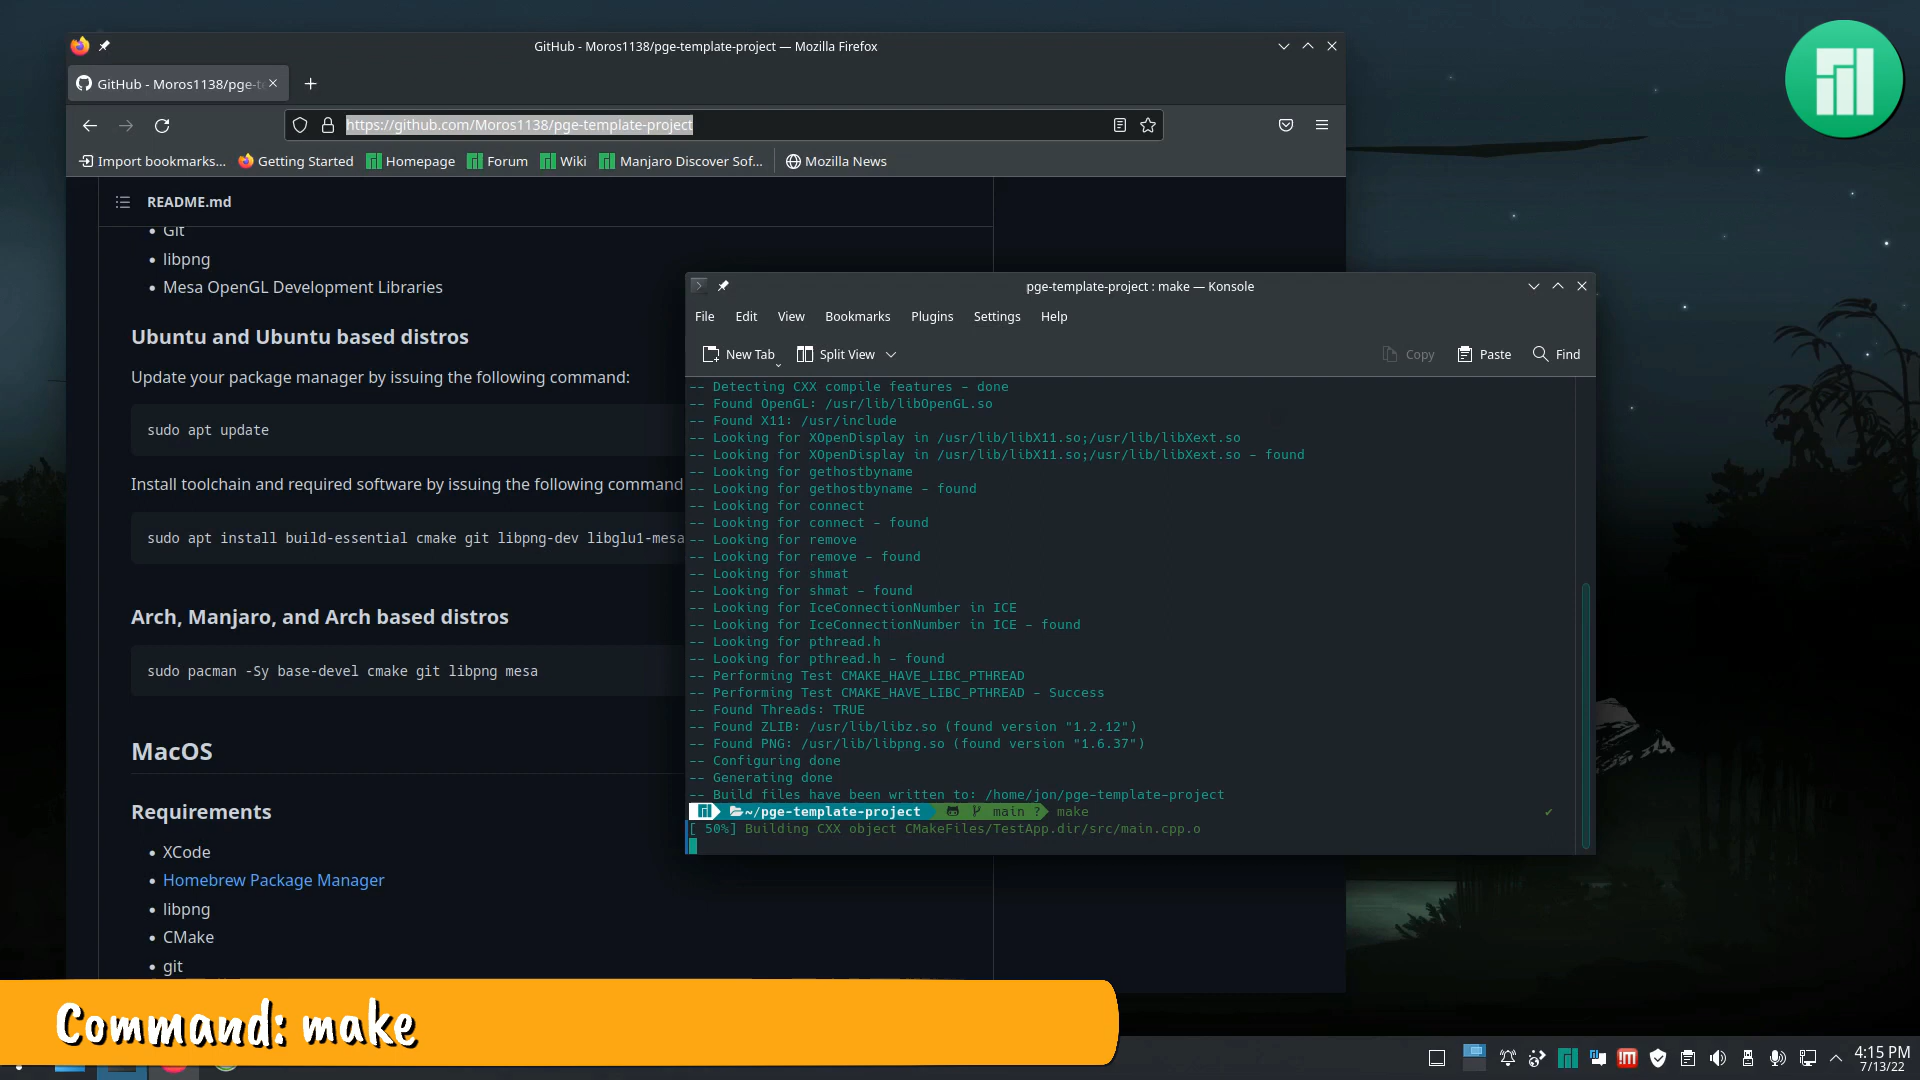 GitHub - Moros1138/pge-template-project — Mozilla Firefox
GitHub - Moros1138/pge-te
https://github.com/Moros1138/pge-template-project
Import bookmarks...
Getting Started
Homepage
Forum
Wiki
Manjaro Discover Sof...
Mozilla News
README.md
Git
libpng
Mesa OpenGL Development Libraries
Ubuntu and Ubuntu based distros
Update your package manager by issuing the following command:
sudo apt update
Install toolchain and required software by issuing the following command
sudo apt install build-essential cmake git libpng-dev libglu1-mesa
Arch, Manjaro, and Arch based distros
sudo pacman -Sy base-devel cmake git libpng mesa
MacOS
Requirements
XCode
Homebrew Package Manager
libpng
CMake
git
pge-template-project : make — Konsole
File Edit View Bookmarks Plugins Settings Help
New Tab
Split View
Copy
Paste
Find
-- Detecting CXX compile features - done
-- Found OpenGL: /usr/lib/libOpenGL.so
-- Found X11: /usr/include
-- Looking for XOpenDisplay in /usr/lib/libX11.so;/usr/lib/libXext.so
-- Looking for XOpenDisplay in /usr/lib/libX11.so;/usr/lib/libXext.so - found
-- Looking for gethostbyname
-- Looking for gethostbyname - found
-- Looking for connect
-- Looking for connect - found
-- Looking for remove
-- Looking for remove - found
-- Looking for shmat
-- Looking for shmat - found
-- Looking for IceConnectionNumber in ICE
-- Looking for IceConnectionNumber in ICE - found
-- Looking for pthread.h
-- Looking for pthread.h - found
-- Performing Test CMAKE_HAVE_LIBC_PTHREAD
-- Performing Test CMAKE_HAVE_LIBC_PTHREAD - Success
-- Found Threads: TRUE
-- Found ZLIB: /usr/lib/libz.so (found version "1.2.12")
-- Found PNG: /usr/lib/libpng.so (found version "1.6.37")
-- Configuring done
-- Generating done
-- Build files have been written to: /home/jon/pge-template-project
~/pge-template-project main ? make ✔
[ 50%] Building CXX object CMakeFiles/TestApp.dir/src/main.cpp.o
Command: make
4:15 PM
7/13/22